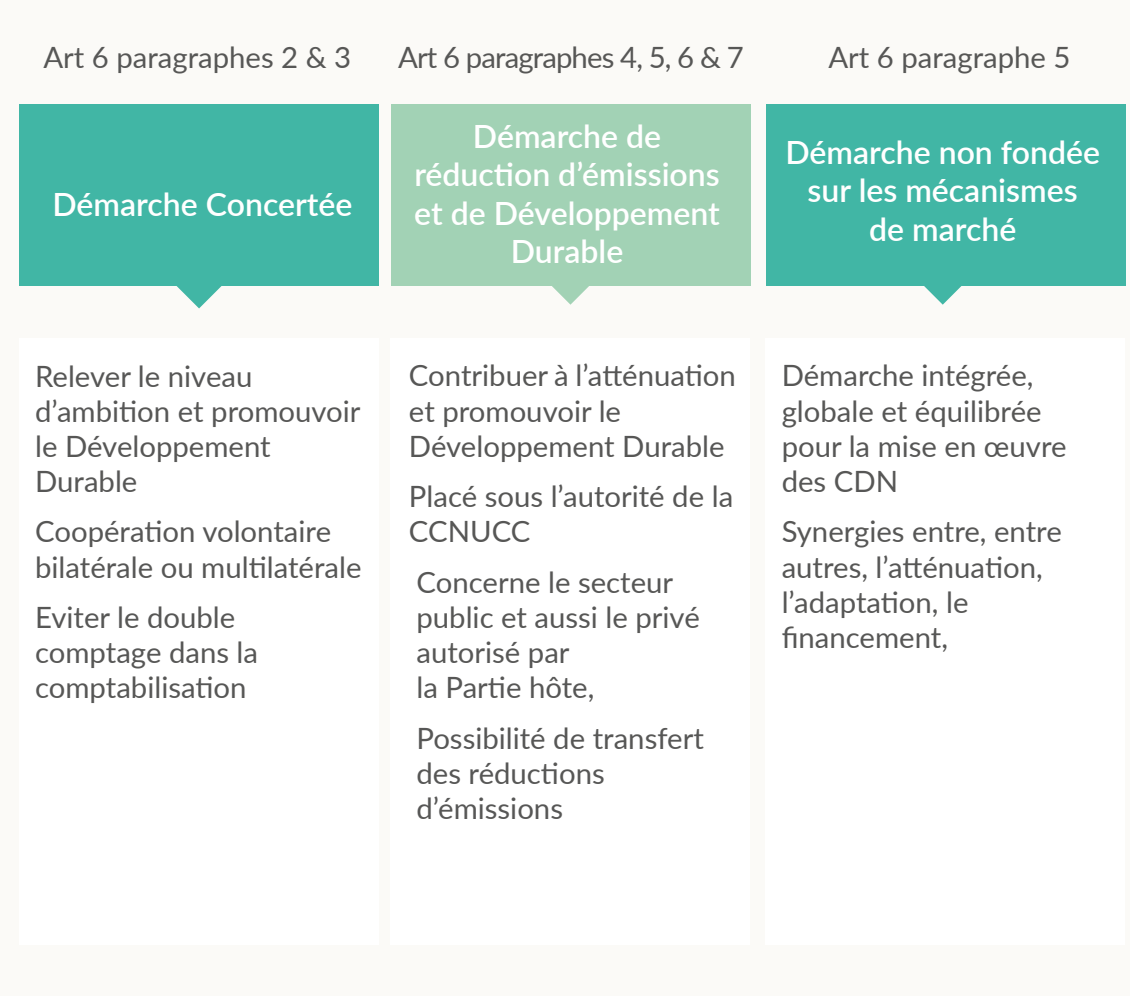 Art 6 paragraphes 2 & 3
Démarche Concertée
Relever le niveau
d’ambition et promouvoir
le Développement
Durable
Coopération volontaire
bilatérale ou multilatérale
Eviter le double
comptage dans la
comptabilisation
Art 6 paragraphes 4, 5, 6 & 7
Démarche de
réduction d’émissions
et de Développement
Durable
Contribuer à l’atténuation
et promouvoir le
Développement Durable
Placé sous l’autorité de la
CCNUCC
Concerne le secteur
public et aussi le privé
autorisé par
la Partie hôte,
Possibilité de transfert
des réductions
d’émissions
Art 6 paragraphe 5
Démarche non fondée
sur les mécanismes
de marché
Démarche intégrée,
globale et équilibrée
pour la mise en œuvre
des CDN
Synergies entre, entre
autres, l’atténuation,
l’adaptation, le
financement,